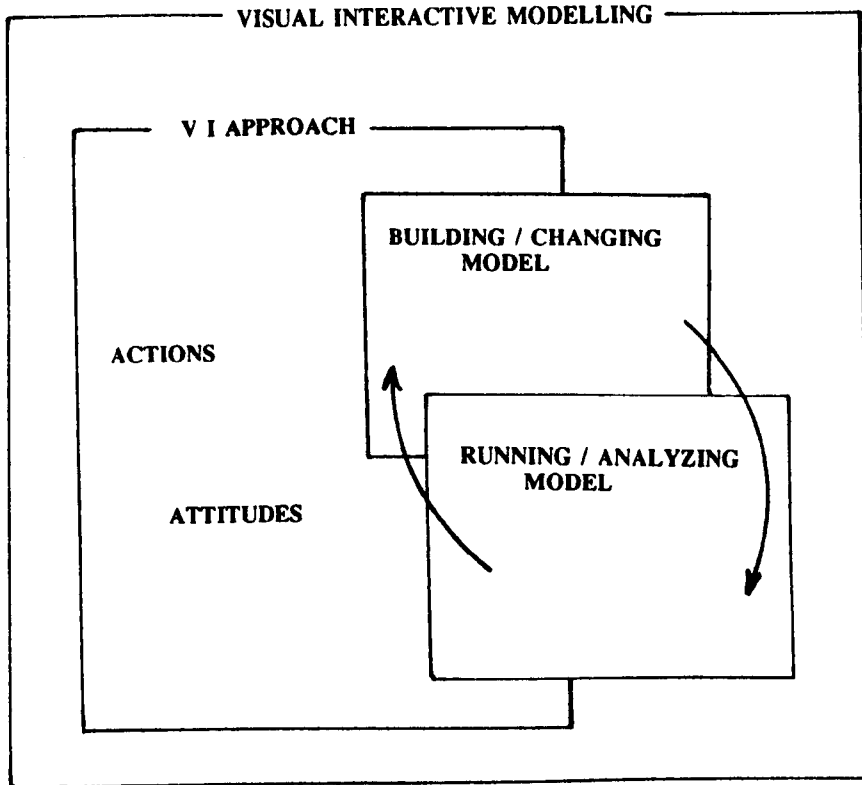 VISUAL INTERACTIVE MODELLING
V I APPROACH
BUILDING / CHANGING
MODEL
ACTIONS
RUNNING / ANALYZING
MODEL
ATTITUDES